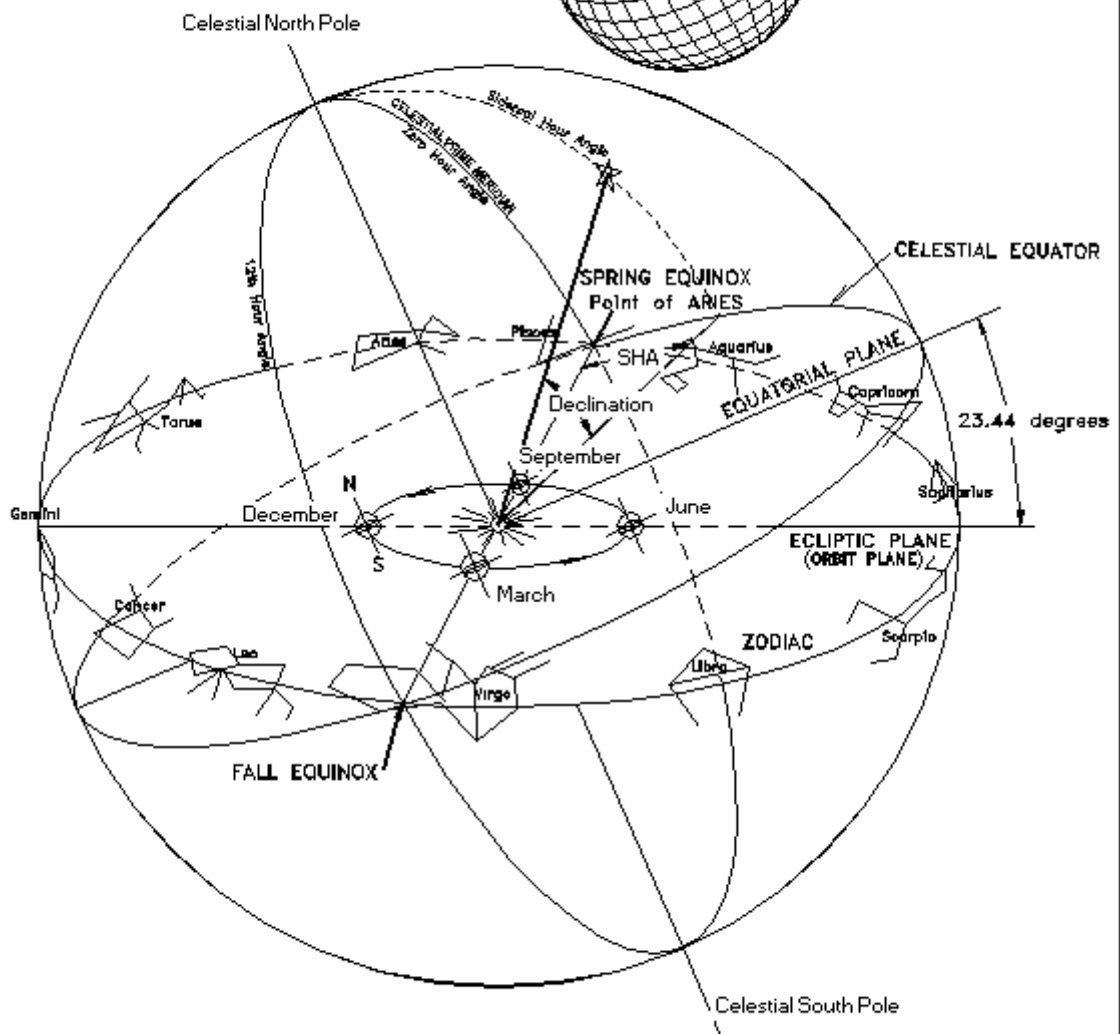 Celestial North Pole
Sidereal Hour Angle
CELESTIAL PRIME MERIDIAN
Zero Hour Angle
CELESTIAL EQUATOR
12th Hour Angle
SPRING EQUINOX
Point of ARIES
Aries
Pisces
SHA
Aquarius
EQUATORIAL PLANE
Capricorn
Declination
Tarus
23.44 degrees
September
Sagitarius
N
Gemini
December
June
ECLIPTIC PLANE
(ORBIT PLANE)
S
March
Cancer
Leo
ZODIAC
Scorpio
Libra
Virgo
FALL EQUINOX
Celestial South Pole